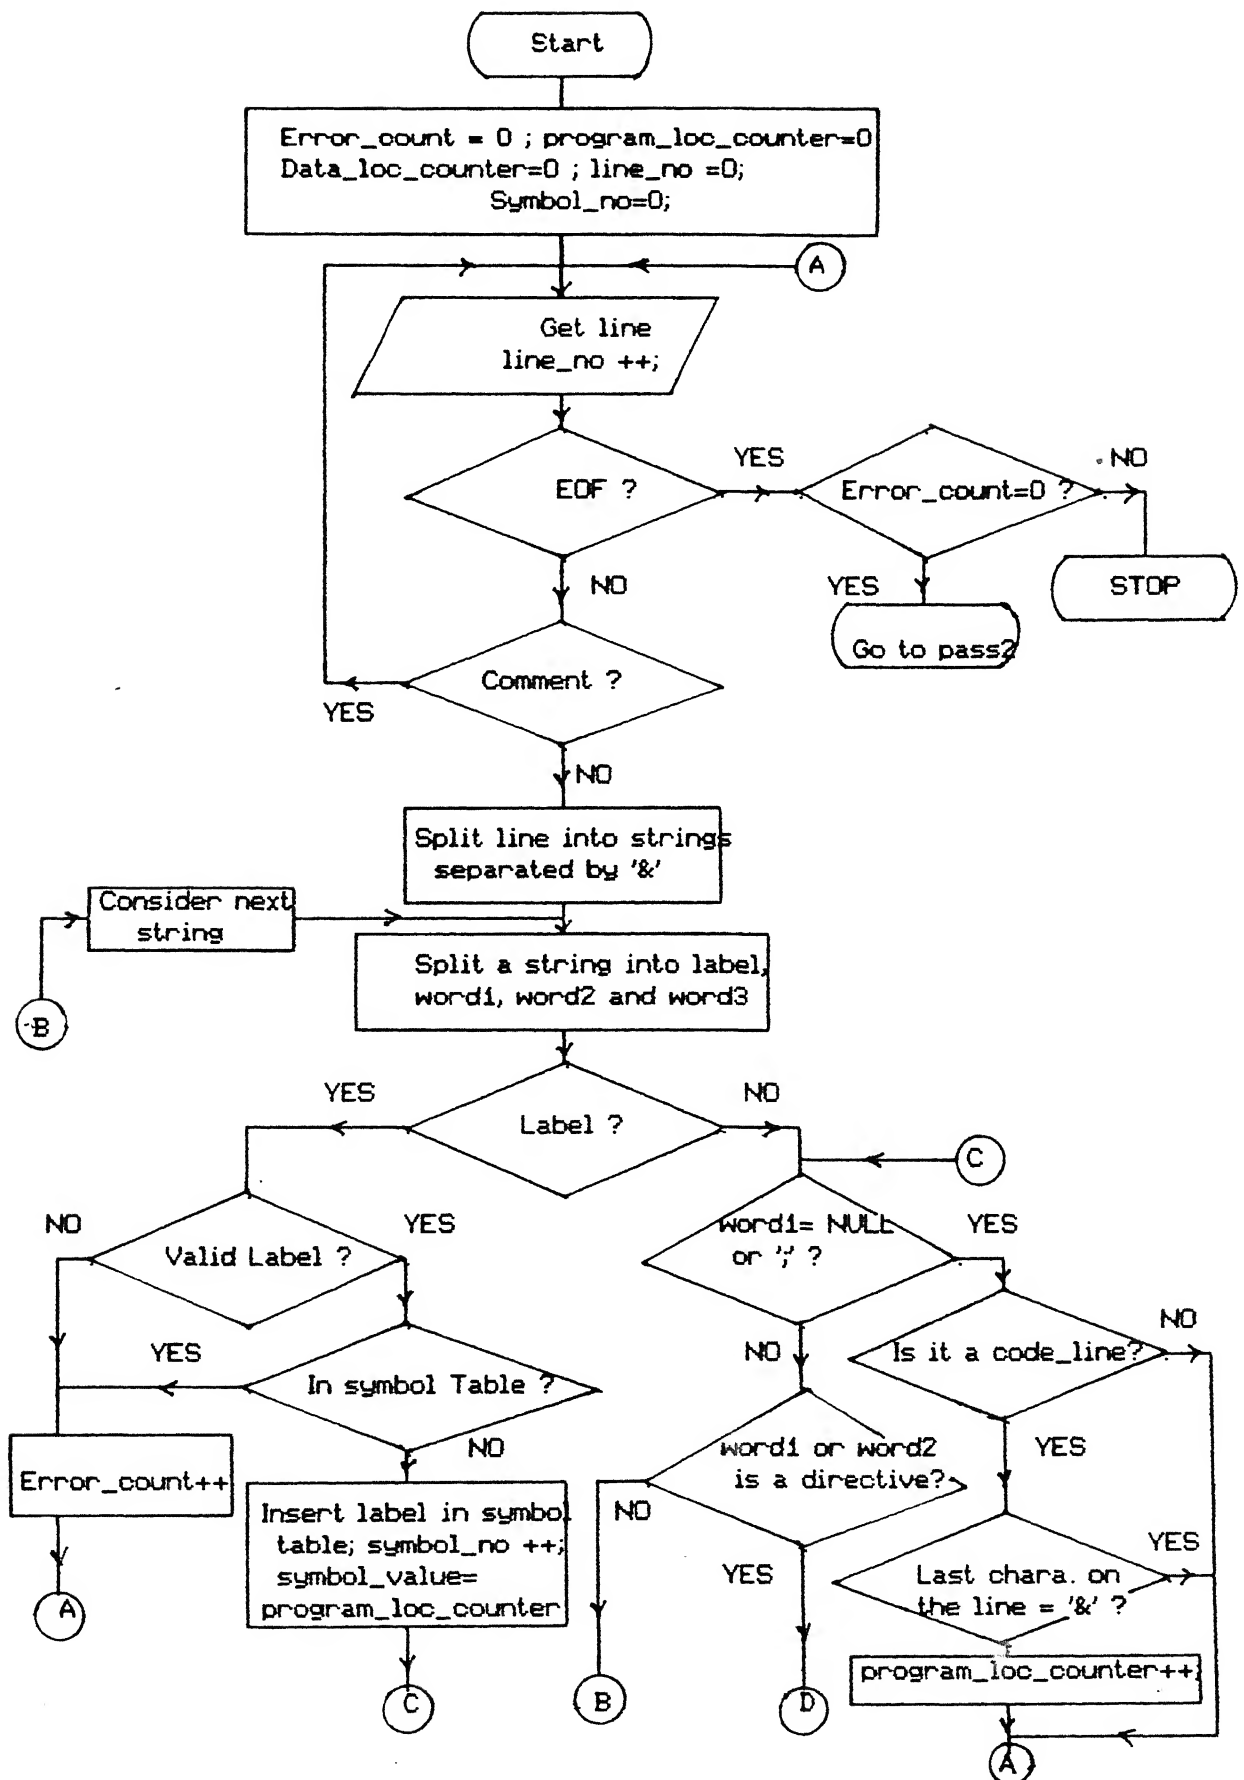 Start
Error_count = 0 ; program_loc_counter=0
Data_loc_counter=0 ; line_no =0;
Symbol_no=0;
A
Get line
line_no ++;
EOF ?
YES
Error_count=0 ?
NO
NO
YES
STOP
Go to pass2
Comment ?
YES
NO
Split line into strings
separated by '&'
Consider next
string
B
Split a string into label,
word1, word2 and word3
YES
Label ?
NO
C
NO
Valid Label ?
YES
word1= NULL
or ';' ?
YES
YES
In symbol Table ?
NO
Is it a code_line?
NO
NO
YES
Error_count++
word1 or word2
is a directive?
NO
YES
Insert label in symbol
table; symbol_no ++;
symbol_value=
program_loc_counter
Last chara. on
the line = '&' ?
YES
program_loc_counter++;
A
C
B
D
A